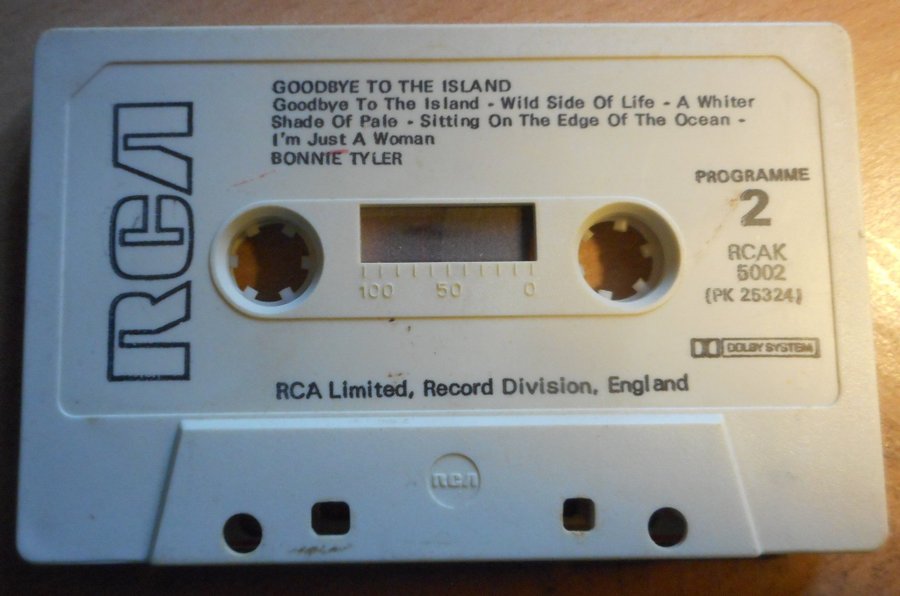 RCA
GOODBYE TO THE ISLAND
Goodbye To The Island - Wild Side Of Life - A Whiter
Shade Of Pale - Sitting On The Edge Of The Ocean -
I'm Just A Woman
BONNIE TYLER
PROGRAMME
2
RCAK
5002
(PK 25324)
100 50 0
DOLBY SYSTEM
RCA Limited, Record Division, England
RCA